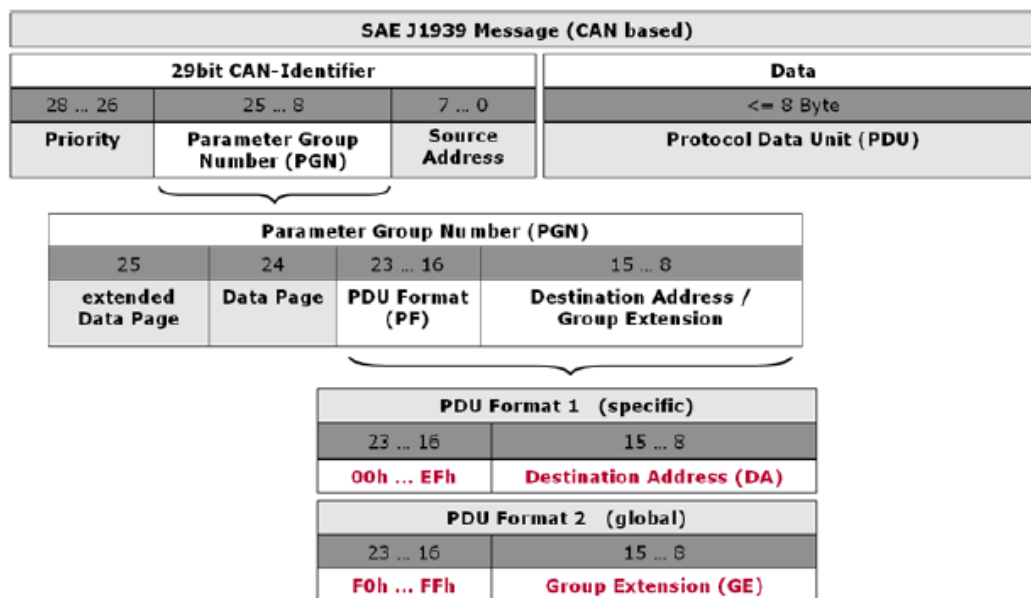 SAE J1939 Message (CAN based)
29bit CAN-Identifier Data
28 ... 26 25 ... 8 7 ... 0 <= 8 Byte
Priority Parameter Group Number (PGN) Source Address Protocol Data Unit (PDU)
Parameter Group Number (PGN)
25 24 23 ... 16 15 ... 8
extended Data Page Data Page PDU Format (PF) Destination Address / Group Extension
PDU Format 1 (specific)
23 ... 16 15 ... 8
00h ... EFh Destination Address (DA)
PDU Format 2 (global)
23 ... 16 15 ... 8
F0h ... FFh Group Extension (GE)